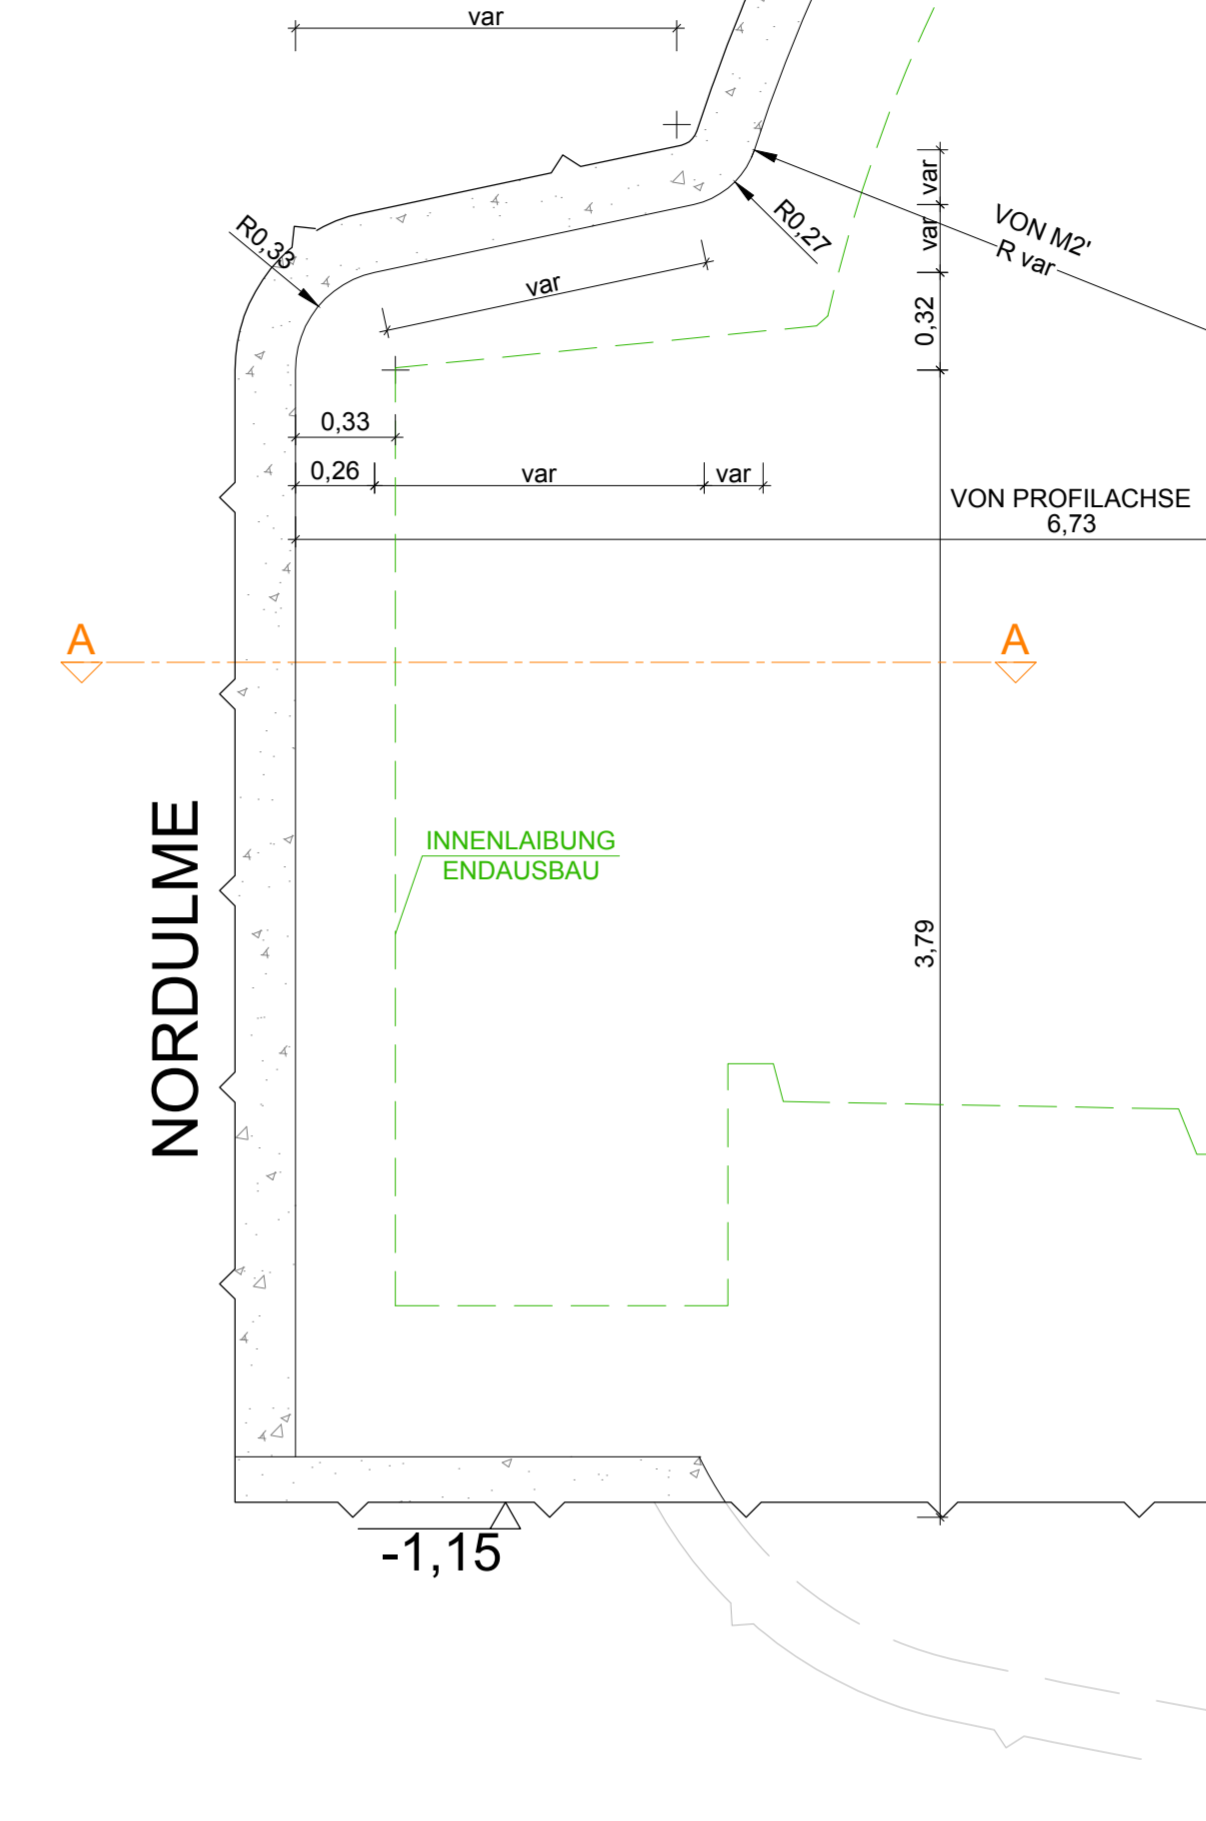 var
R0,33
R0,27
var
var
var
VON M2'
R var
0,32
0,33
0,26
var
var
VON PROFILACHSE
6,73
A
A
NORDULME
INNENLAIBUNG
ENDAUSBAU
3,79
-1,15